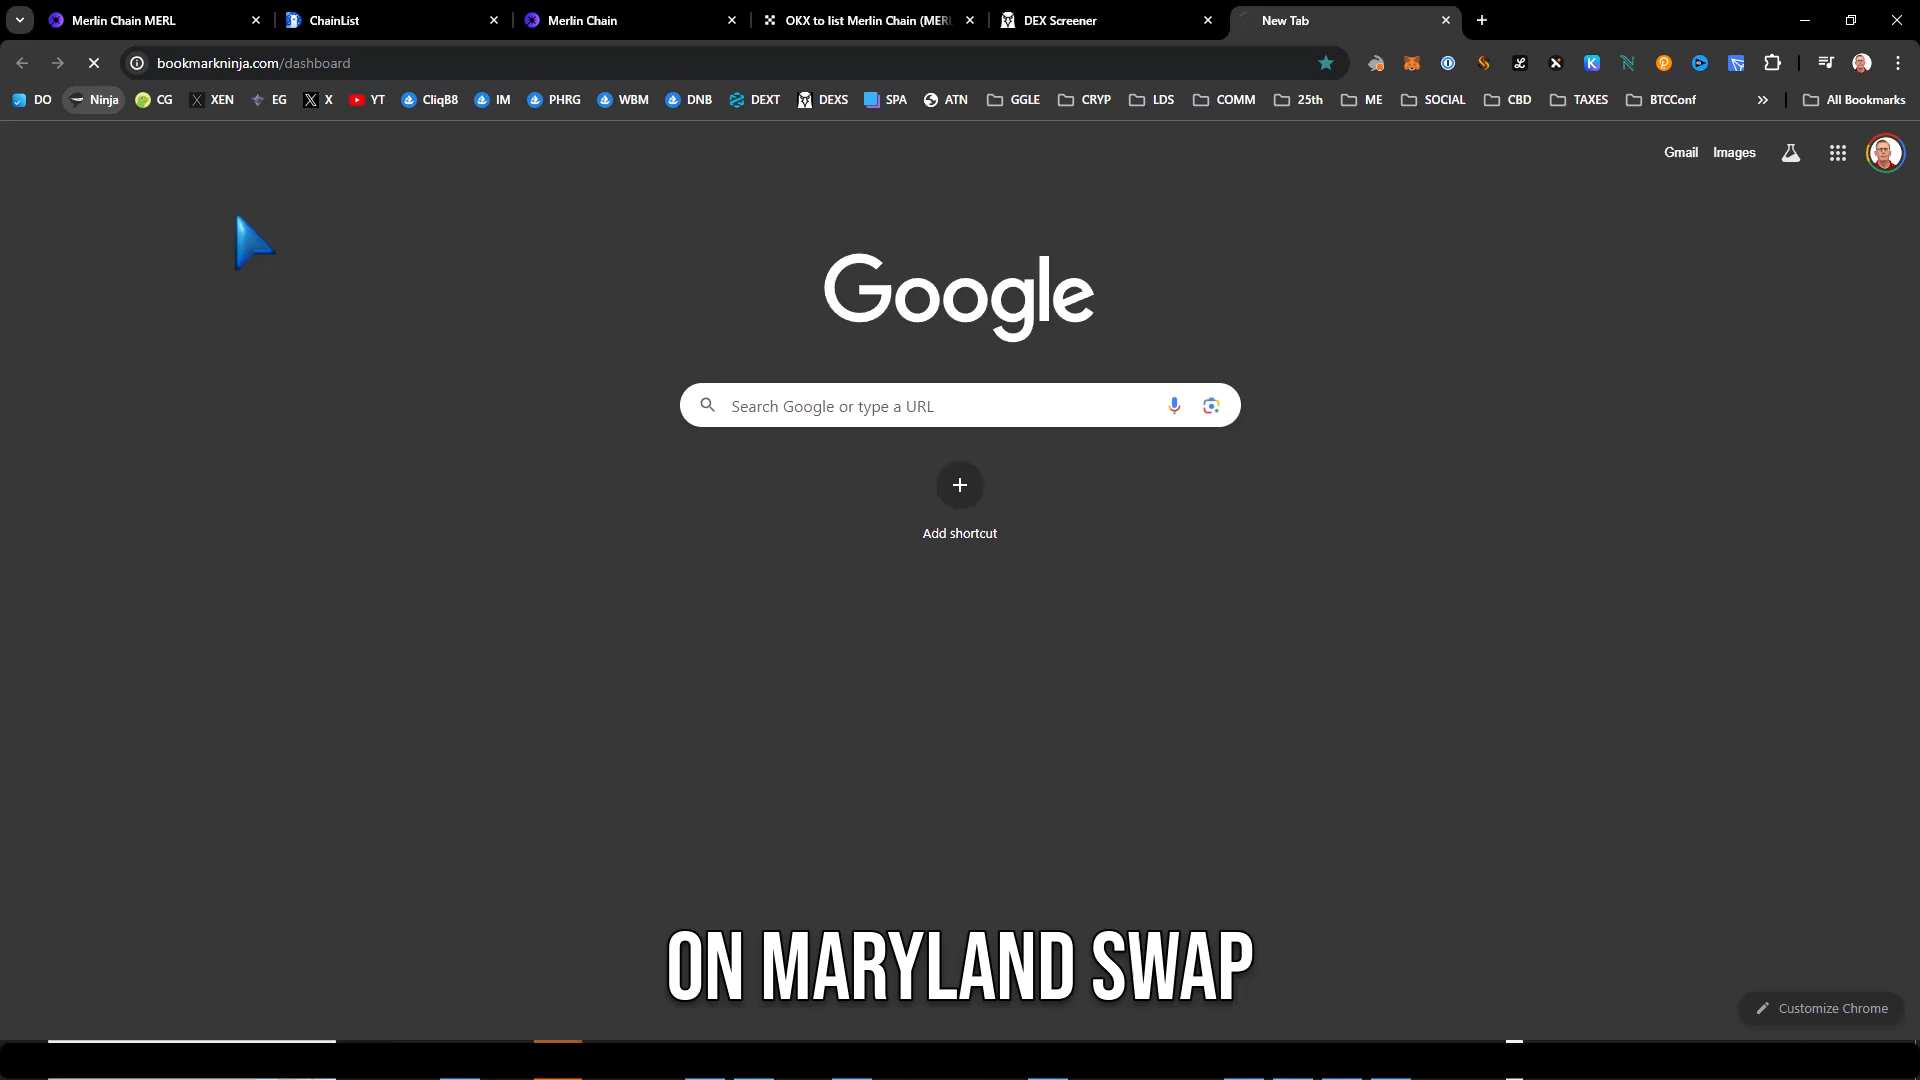 Merlin Chain MERL
ChainList
Merlin Chain
OKX to list Merlin Chain (MERL
DEX Screener
New Tab
bookmarkninja.com/dashboard
DO Ninja CG XEN EG X YT CliqB8 IM PHRG WBM DNB DEXT DEXS SPA ATN GGLE CRYP LDS COMM 25th ME SOCIAL CBD TAXES BTCConf » All Bookmarks
Gmail Images
Google
Search Google or type a URL
Add shortcut
ON MARYLAND SWAP
Customize Chrome